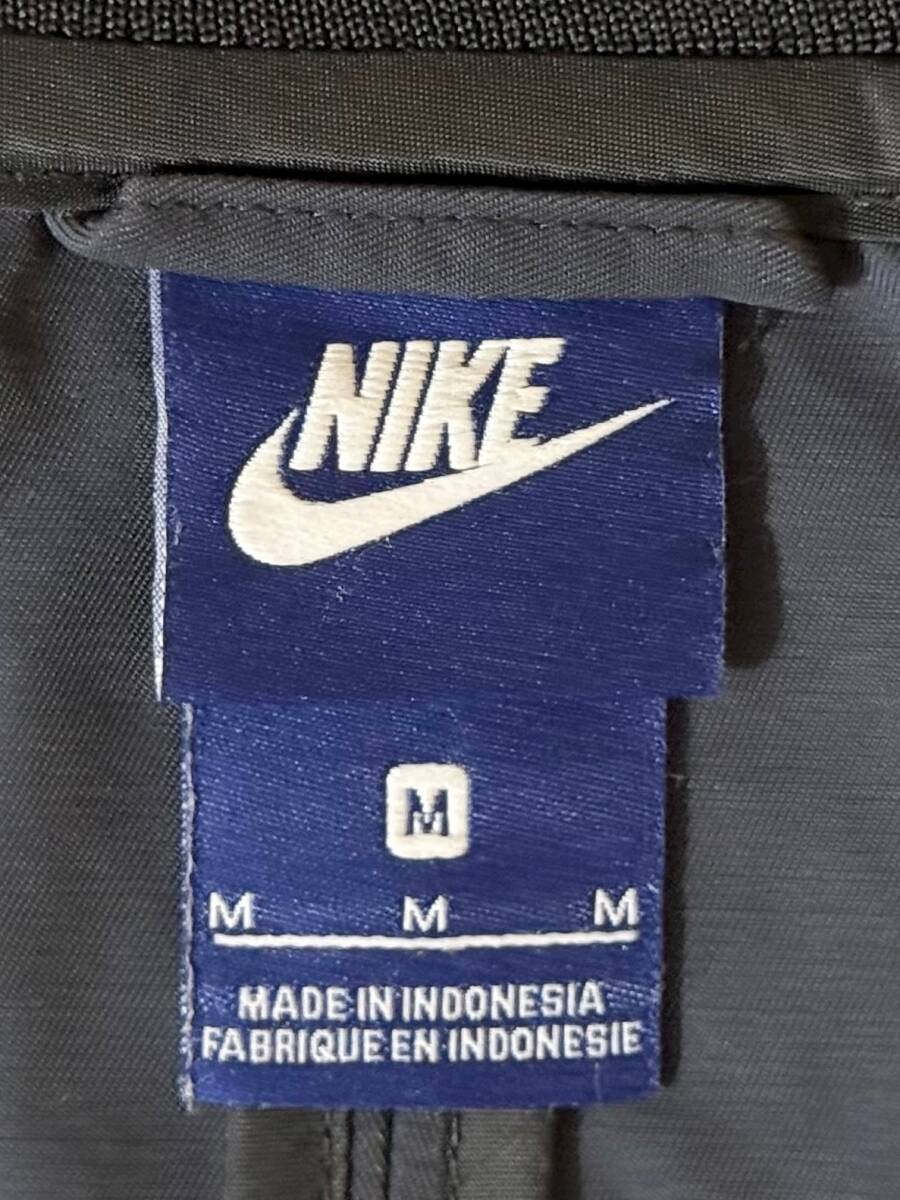 NIKE
M
M M M
MADE IN INDONESIA
FABRIQUE EN INDONESIE